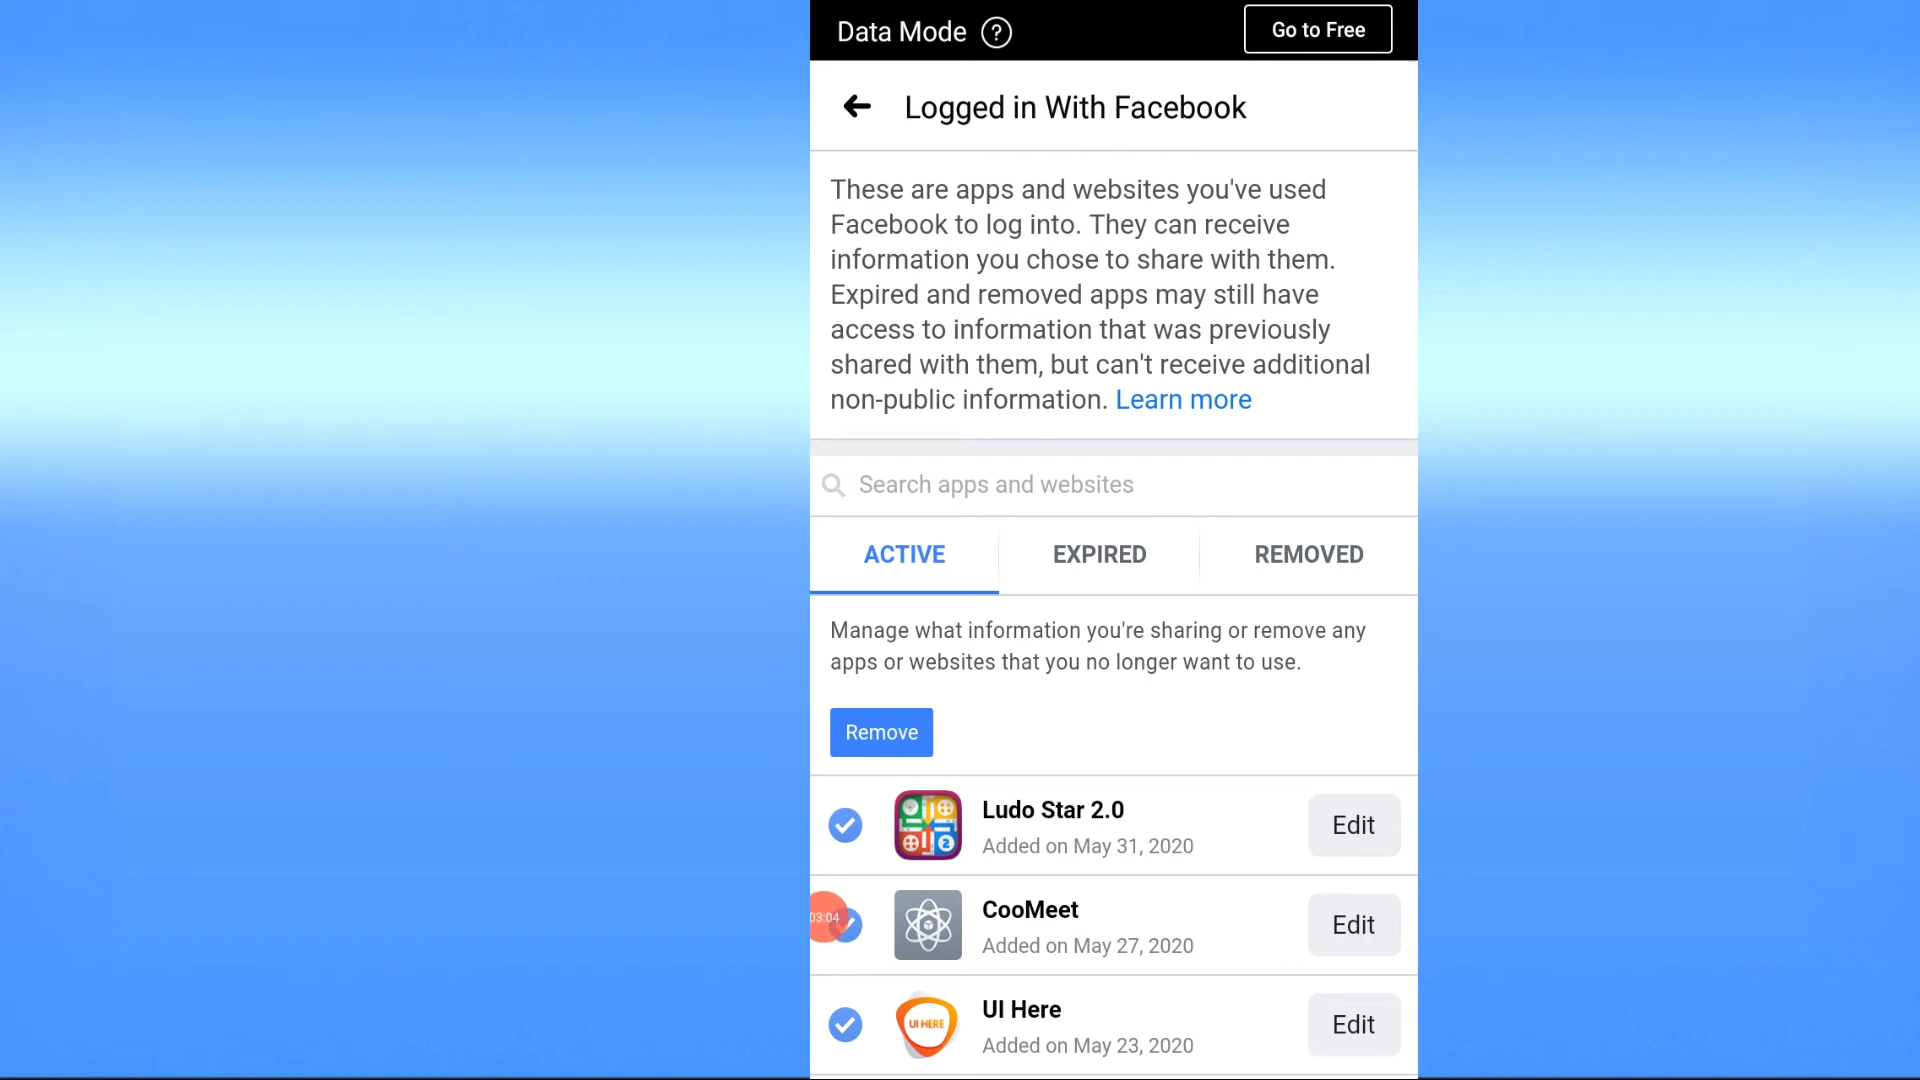 Data Mode ? Go to Free
Logged in With Facebook
These are apps and websites you've used
Facebook to log into. They can receive
information you chose to share with them.
Expired and removed apps may still have
access to information that was previously
shared with them, but can't receive additional
non-public information. Learn more
Search apps and websites
ACTIVE EXPIRED REMOVED
Manage what information you're sharing or remove any
apps or websites that you no longer want to use.
Remove
Ludo Star 2.0
Added on May 31, 2020
Edit
03:04
CooMeet
Added on May 27, 2020
Edit
UI HERE
UI Here
Added on May 23, 2020
Edit